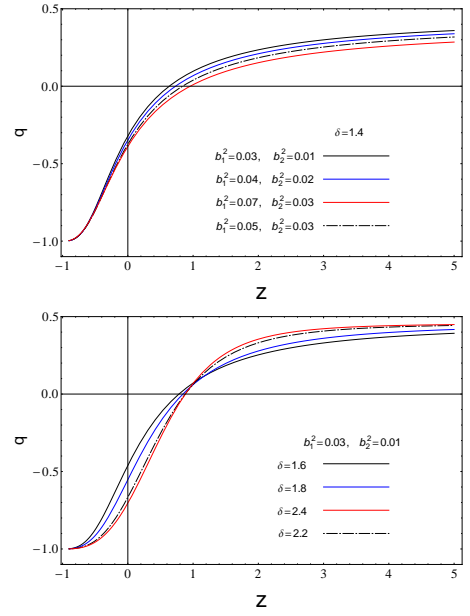 0.5
0.0
−0.5
−1.0
q
δ=1.4
b₁²=0.03, b₂²=0.01
b₁²=0.04, b₂²=0.02
b₁²=0.07, b₂²=0.03
b₁²=0.05, b₂²=0.03
−1 0 1 2 3 4 5
z
0.5
0.0
−0.5
−1.0
q
b₁²=0.03, b₂²=0.01
δ=1.6
δ=1.8
δ=2.4
δ=2.2
−1 0 1 2 3 4 5
z